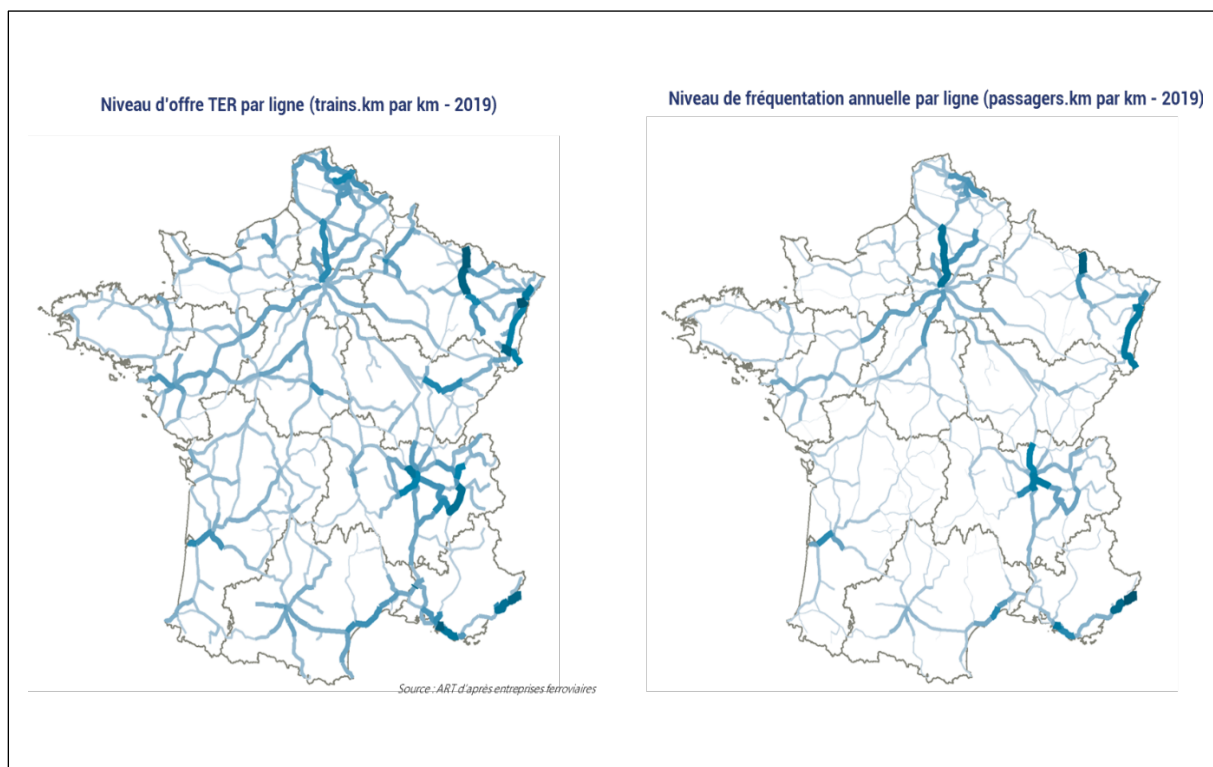 Niveau d'offre TER par ligne (trains.km par km - 2019)
Niveau de fréquentation annuelle par ligne (passagers.km par km - 2019)
Source : ART d'après entreprises ferroviaires